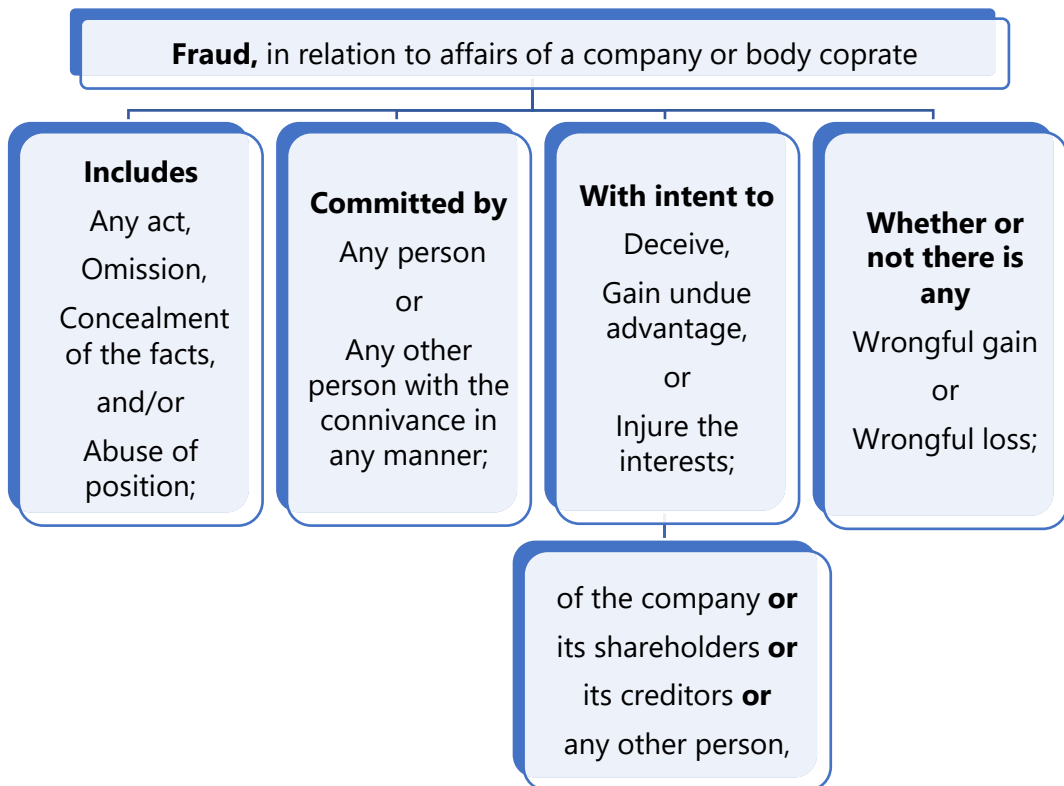 Fraud, in relation to affairs of a company or body coprate
Includes
Any act,
Omission,
Concealment
of the facts,
and/or
Abuse of
position;
Committed by
Any person
or
Any other
person with the
connivance in
any manner;
With intent to
Deceive,
Gain undue
advantage,
or
Injure the
interests;
of the company or
its shareholders or
its creditors or
any other person,
Whether or
not there is
any
Wrongful gain
or
Wrongful loss;